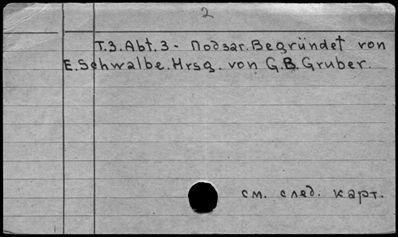 2
T.3. Abt.3 - Подзаг. Begründet von
E. Schwalbe. Hrsg. von G.B. Gruber.
см. след. карт.